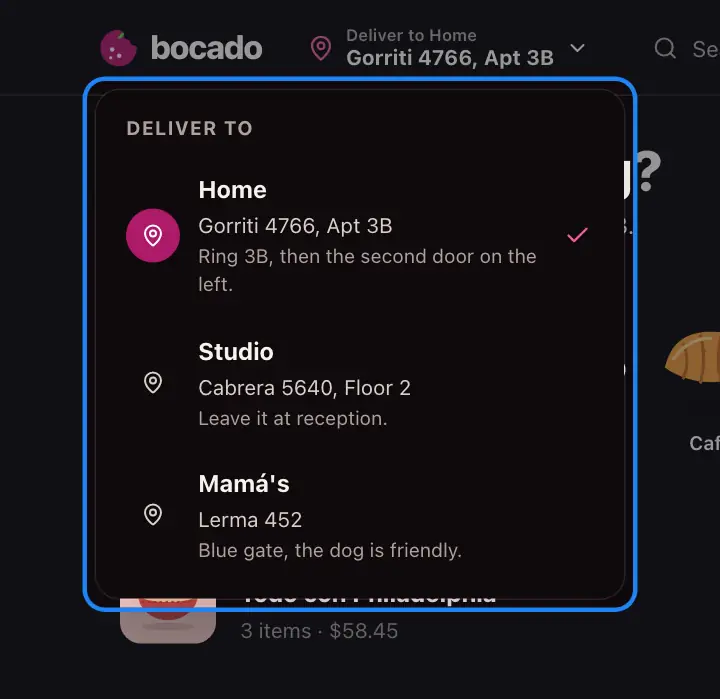 bocado
Deliver to Home
Gorriti 4766, Apt 3B
DELIVER TO
?
Home
Gorriti 4766, Apt 3B
Ring 3B, then the second door on the
left.
Studio
Cabrera 5640, Floor 2
Leave it at reception.
Caf
Mamá's
Lerma 452
Blue gate, the dog is friendly.
3 items · $58.45